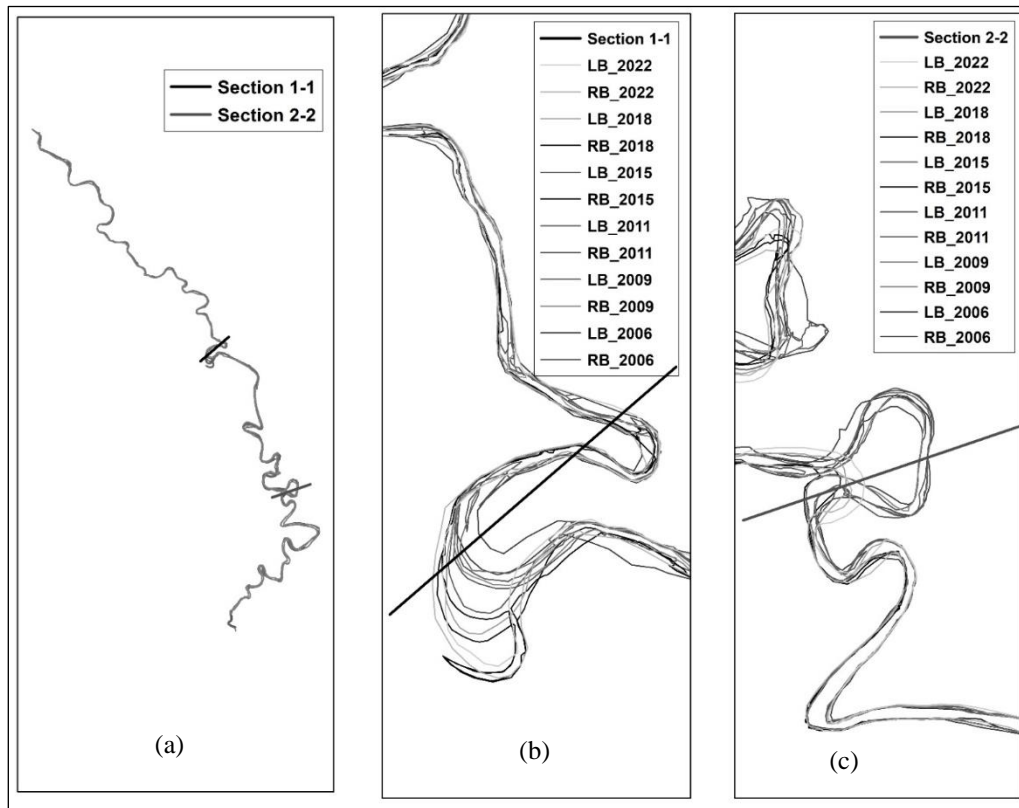 Section 1-1
Section 2-2
(a)
Section 1-1
LB_2022
RB_2022
LB_2018
RB_2018
LB_2015
RB_2015
LB_2011
RB_2011
LB_2009
RB_2009
LB_2006
RB_2006
(b)
Section 2-2
LB_2022
RB_2022
LB_2018
RB_2018
LB_2015
RB_2015
LB_2011
RB_2011
LB_2009
RB_2009
LB_2006
RB_2006
(c)